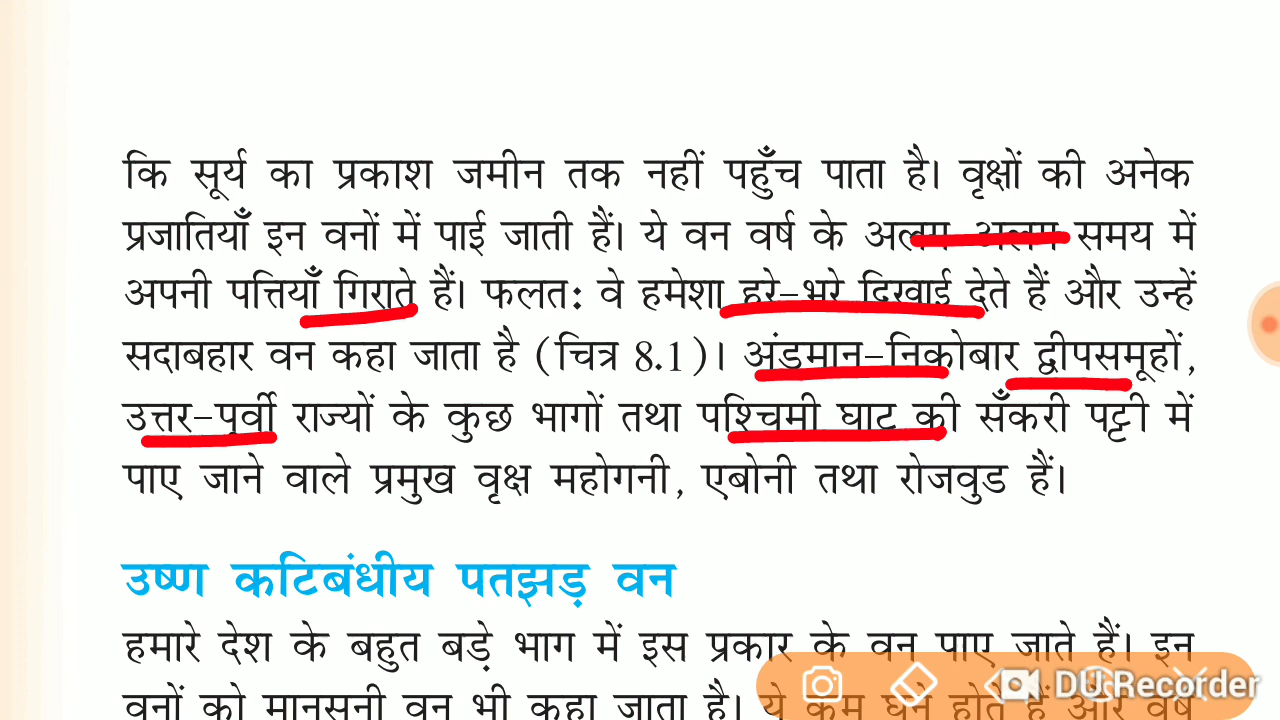 कि सूर्य का प्रकाश जमीन तक नहीं पहुँच पाता है। वृक्षों की अनेक
प्रजातियाँ इन वनों में पाई जाती हैं। ये वन वर्ष के अलग-अलग समय में
अपनी पत्तियाँ गिराते हैं। फलतः वे हमेशा हरे-भरे दिखाई देते हैं और उन्हें
सदाबहार वन कहा जाता है (चित्र 8.1)। अंडमान-निकोबार द्वीपसमूहों,
उत्तर-पूर्वी राज्यों के कुछ भागों तथा पश्चिमी घाट की सँकरी पट्टी में
पाए जाने वाले प्रमुख वृक्ष महोगनी, एबोनी तथा रोजवुड हैं।
उष्ण कटिबंधीय पतझड़ वन
हमारे देश के बहुत बड़े भाग में इस प्रकार के वन पाए जाते हैं। इन
वनों को मानसूनी वन भी कहा जाता है। ये कम घने होते हैं और वर्ष
DU Recorder